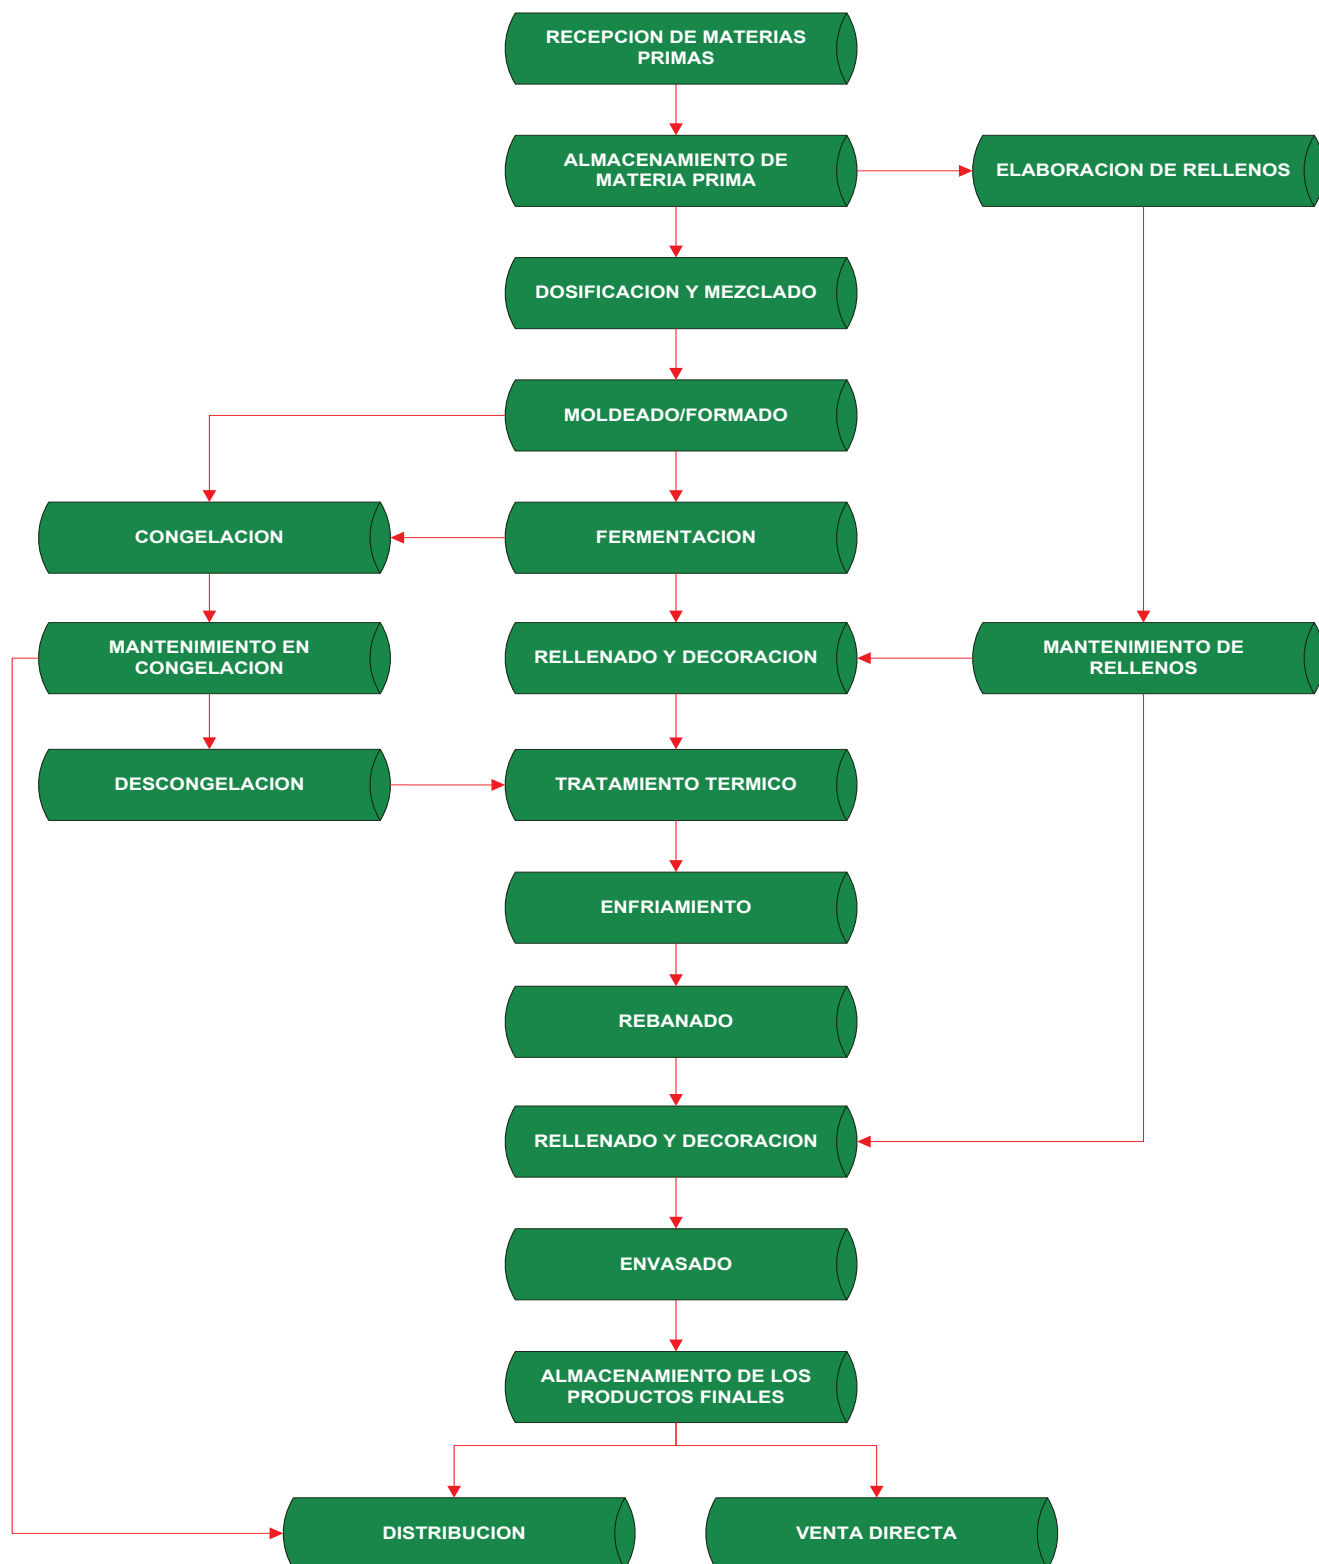 RECEPCION DE MATERIAS
PRIMAS
ALMACENAMIENTO DE
MATERIA PRIMA
ELABORACION DE RELLENOS
DOSIFICACION Y MEZCLADO
MOLDEADO/FORMADO
CONGELACION
FERMENTACION
MANTENIMIENTO EN
CONGELACION
RELLENADO Y DECORACION
MANTENIMIENTO DE
RELLENOS
DESCONGELACION
TRATAMIENTO TERMICO
ENFRIAMIENTO
REBANADO
RELLENADO Y DECORACION
ENVASADO
ALMACENAMIENTO DE LOS
PRODUCTOS FINALES
DISTRIBUCION
VENTA DIRECTA